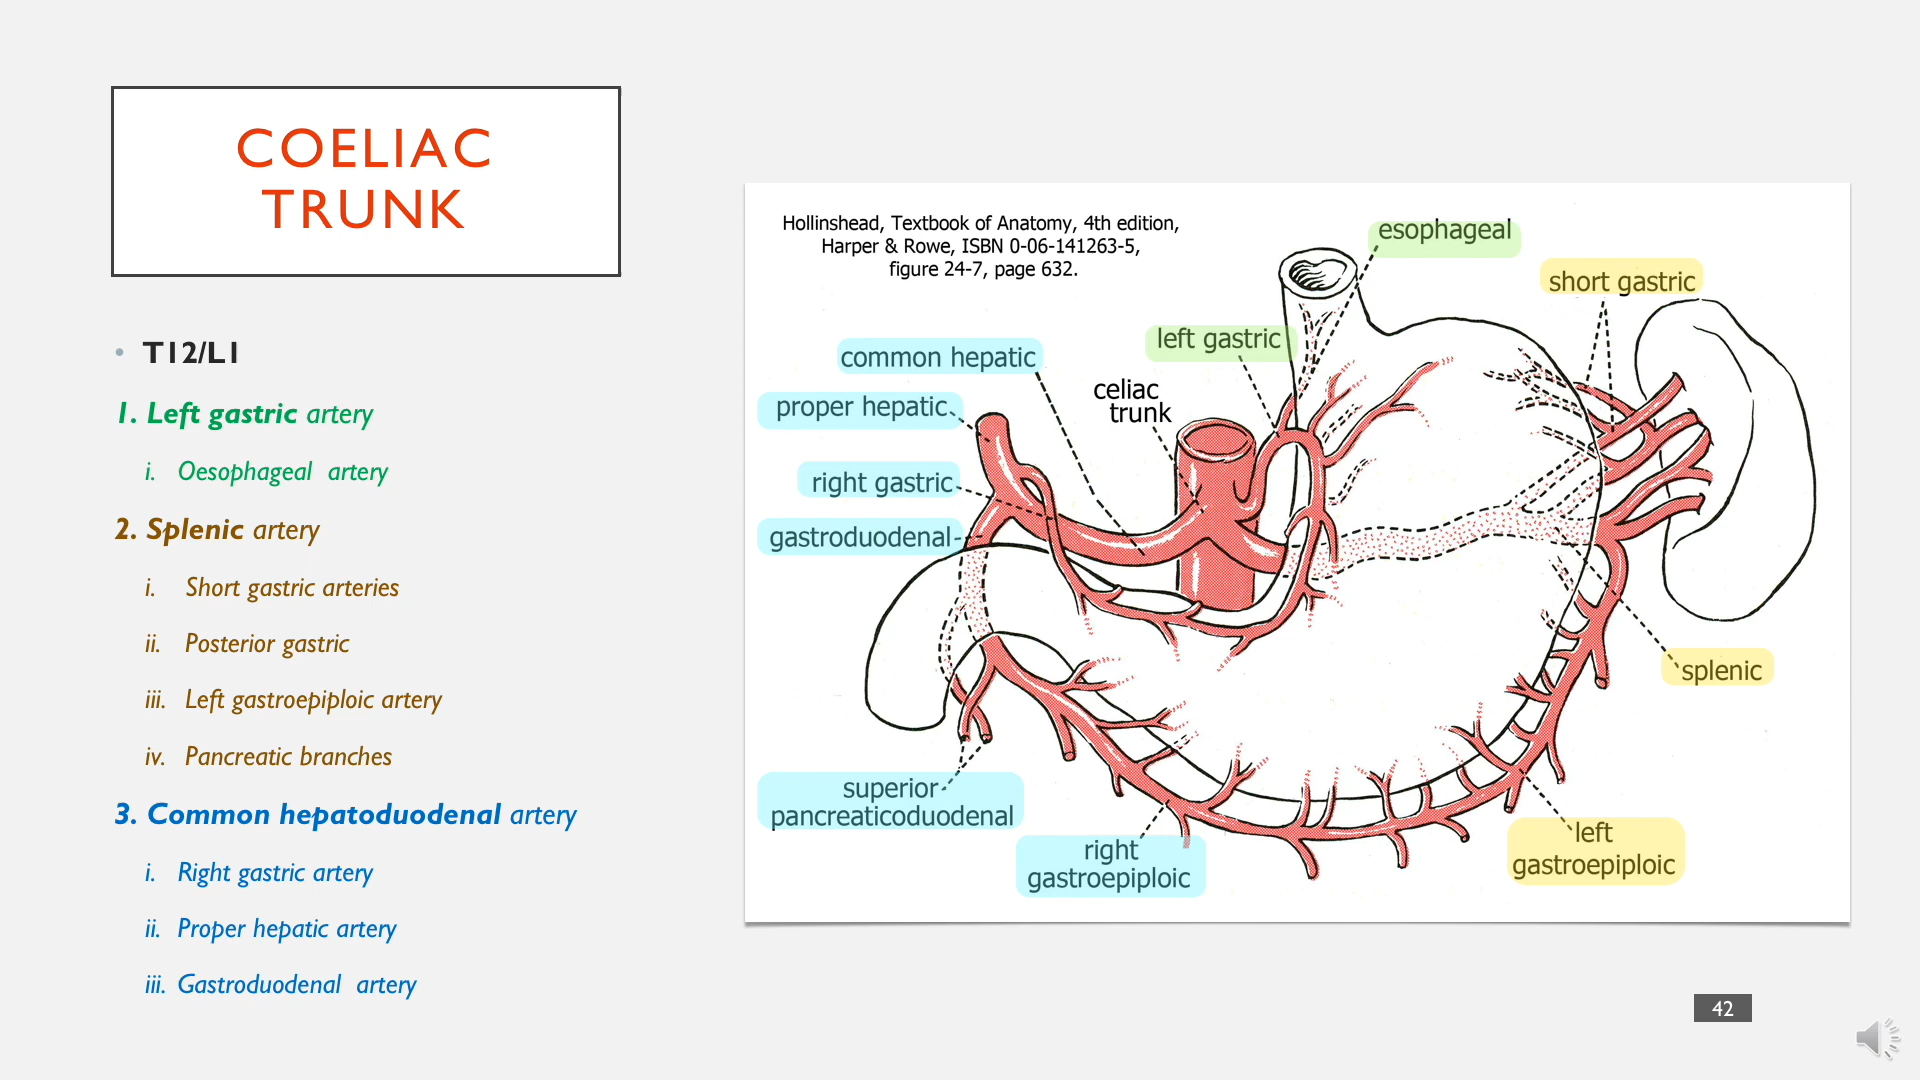 COELIAC
TRUNK
• T12/L1
1. Left gastric artery
i. Oesophageal artery
2. Splenic artery
i. Short gastric arteries
ii. Posterior gastric
iii. Left gastroepiploic artery
iv. Pancreatic branches
3. Common hepatoduodenal artery
i. Right gastric artery
ii. Proper hepatic artery
iii. Gastroduodenal artery
Hollinshead, Textbook of Anatomy, 4th edition,
Harper & Rowe, ISBN 0-06-141263-5,
figure 24-7, page 632.
esophageal
short gastric
left gastric
common hepatic
celiac
trunk
proper hepatic
right gastric
gastroduodenal
splenic
superior
pancreaticoduodenal
right
gastroepiploic
left
gastroepiploic
42